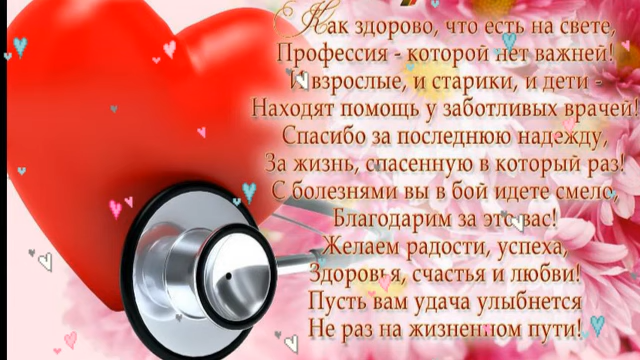 Как здорово, что есть на свете,
Профессия - которой нет важней!
И взрослые, и старики, и дети -
Находят помощь у заботливых врачей!
Спасибо за последнюю надежду,
За жизнь, спасенную в который раз!
С болезнями вы в бой идете смело,
Благодарим за это вас!
Желаем радости, успеха,
Здоровья, счастья и любви!
Пусть вам удача улыбнется
Не раз на жизненном пути!